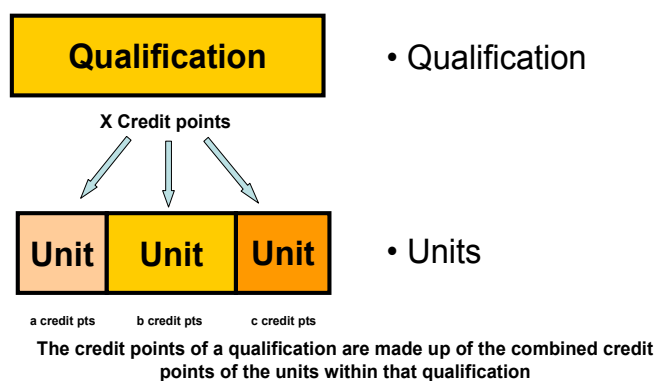 Qualification
• Qualification
X Credit points
Unit Unit Unit
• Units
a credit pts b credit pts c credit pts
The credit points of a qualification are made up of the combined credit
points of the units within that qualification